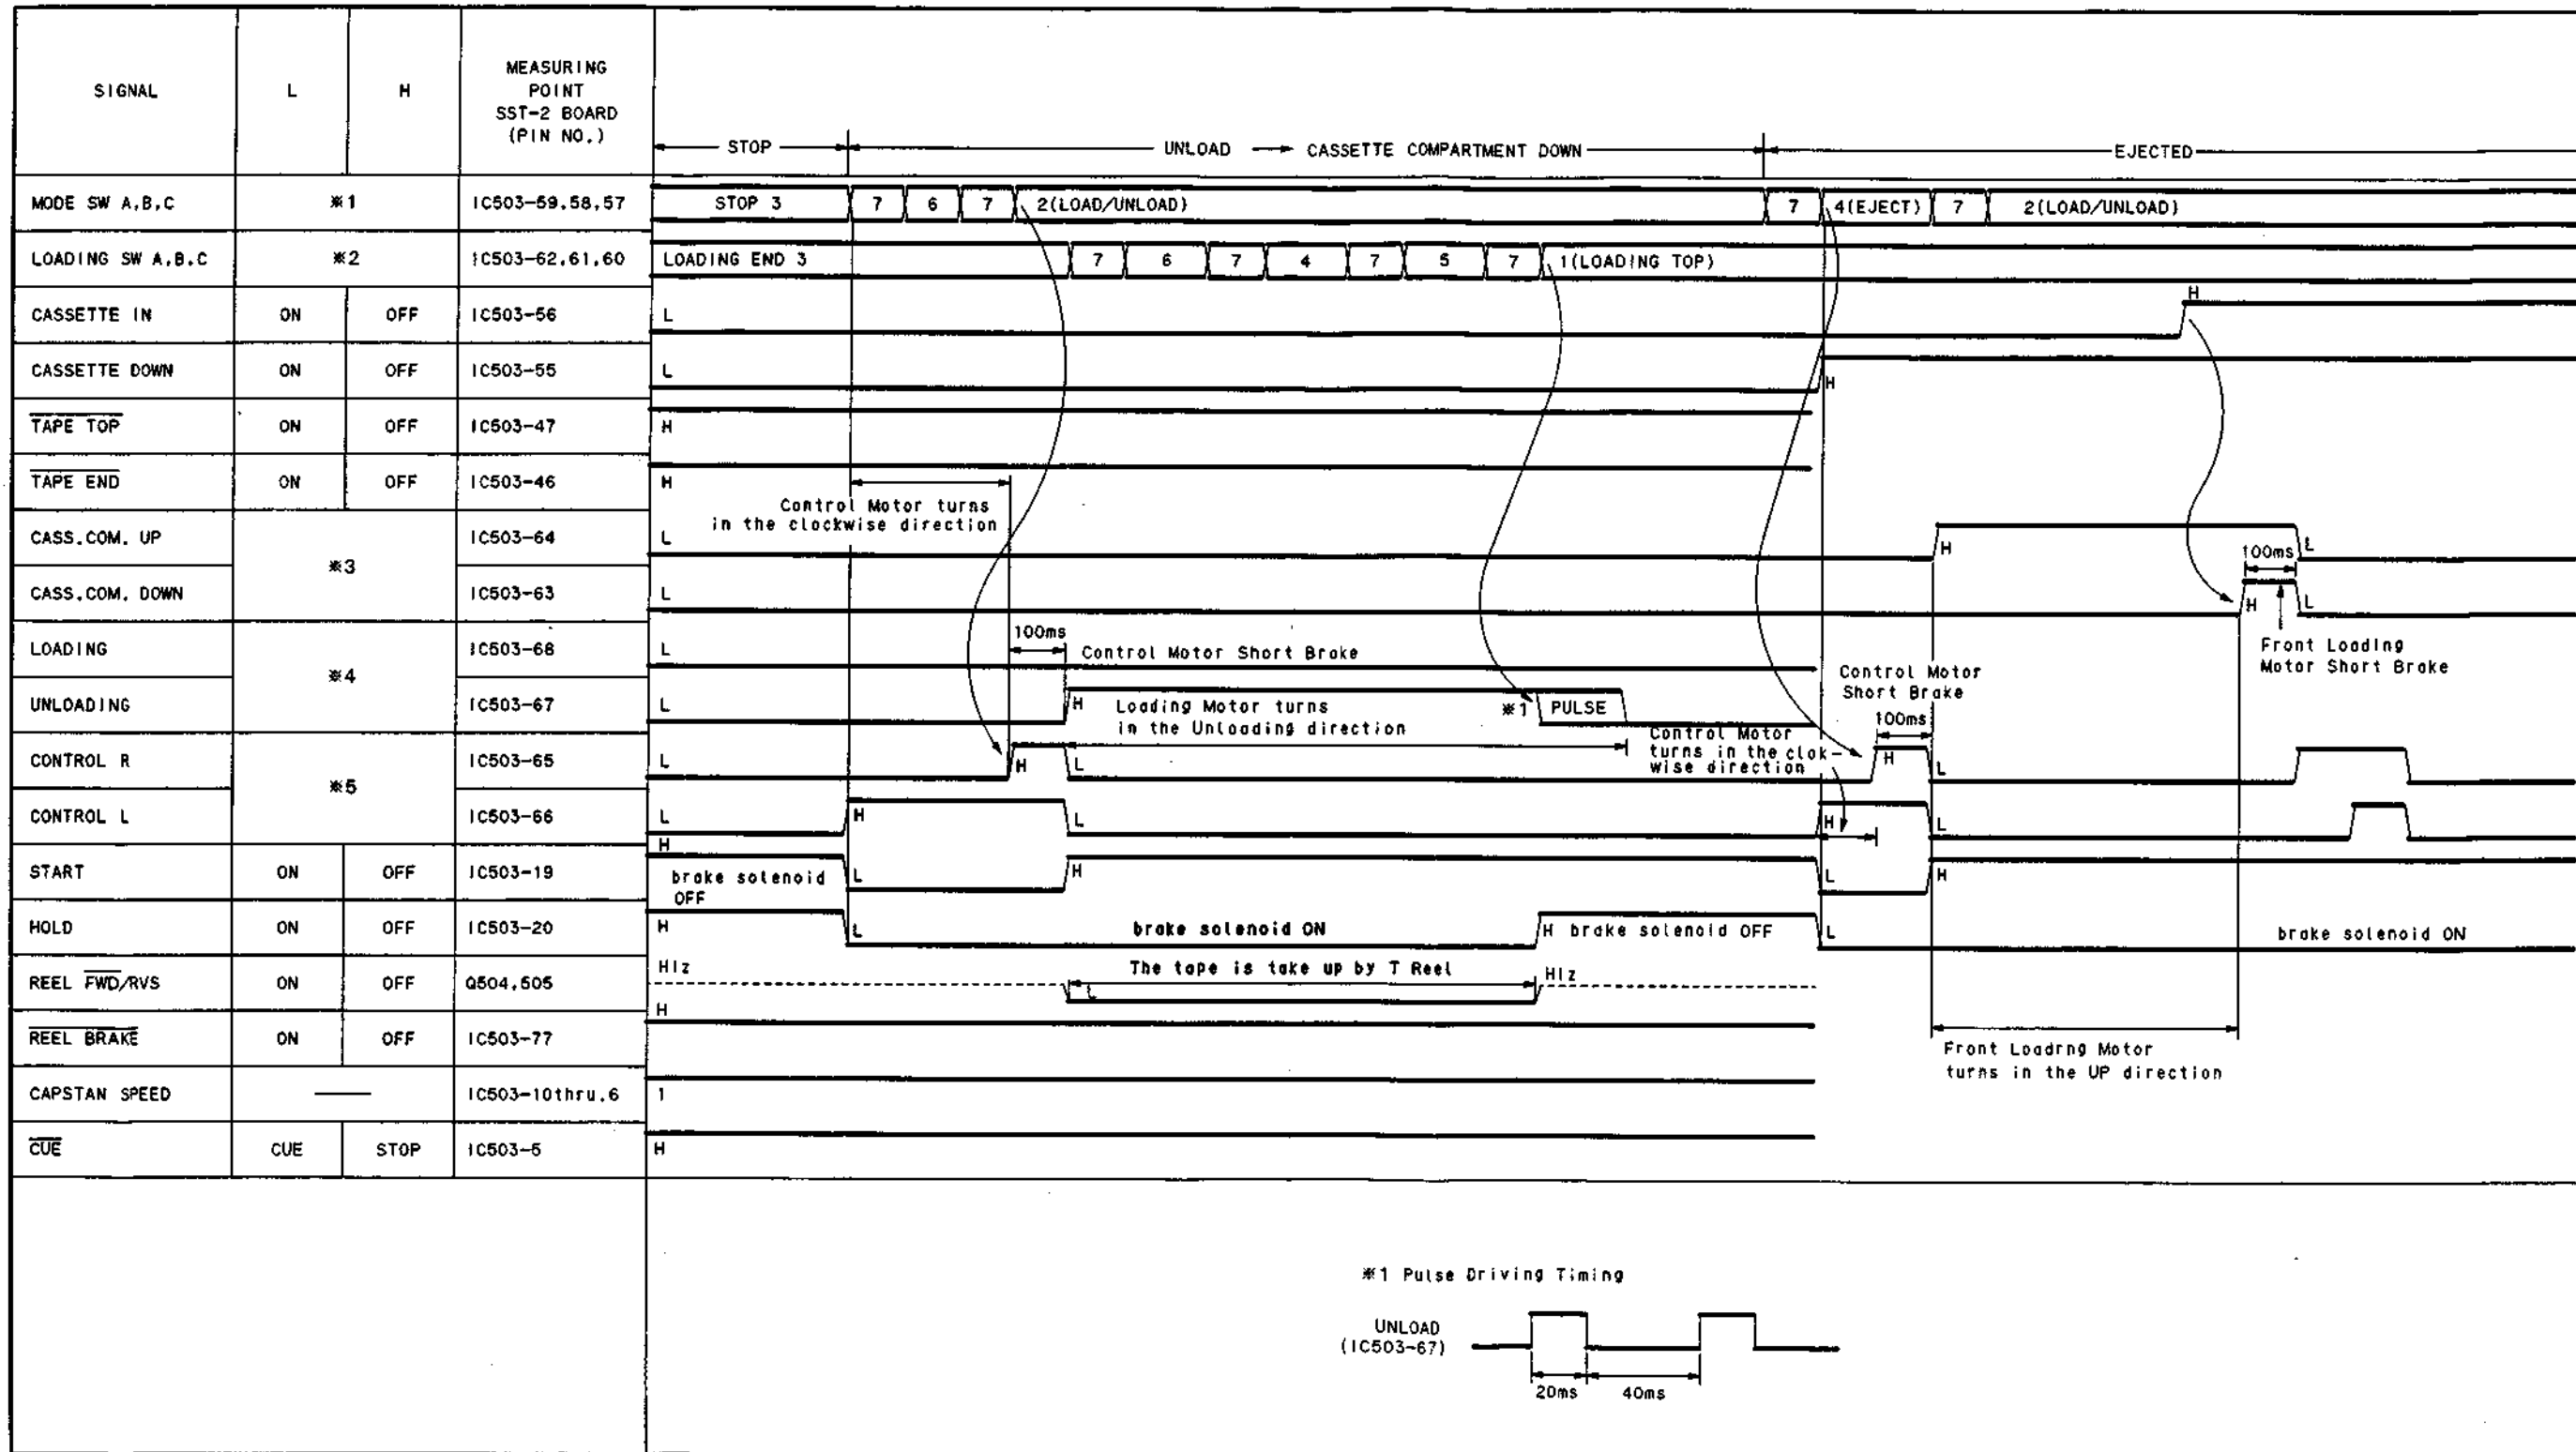 SIGNAL
L
H
MEASURING
POINT
SST-2 BOARD
(PIN NO.)
STOP
UNLOAD → CASSETTE COMPARTMENT DOWN
EJECTED
MODE SW A,B,C
※1
IC503-59,58,57
STOP 3
7
6
7
2(LOAD/UNLOAD)
7
4(EJECT)
7
2(LOAD/UNLOAD)
LOADING SW A,B,C
※2
IC503-62,61,60
LOADING END 3
7
6
7
4
7
5
7
1(LOADING TOP)
CASSETTE IN
ON
OFF
IC503-56
L
H
CASSETTE DOWN
ON
OFF
IC503-55
L
H
TAPE TOP
ON
OFF
IC503-47
H
TAPE END
ON
OFF
IC503-46
H
Control Motor turns
in the clockwise direction
CASS.COM. UP
※3
IC503-64
L
H
100ms
L
CASS.COM. DOWN
IC503-63
L
H
L
Front Loading
Motor Short Brake
LOADING
※4
IC503-68
L
100ms
Control Motor Short Brake
Control Motor
Short Brake
100ms
UNLOADING
IC503-67
L
H
Loading Motor turns
in the Unloading direction
※1
PULSE
Control Motor
turns in the clok-
wise direction
CONTROL R
※5
IC503-65
L
H
L
H
L
CONTROL L
IC503-66
L
H
L
H
L
START
ON
OFF
IC503-19
H
brake solenoid
OFF
L
H
L
H
HOLD
ON
OFF
IC503-20
H
L
brake solenoid ON
H brake solenoid OFF
L
brake solenoid ON
REEL FWD/RVS
ON
OFF
Q504,505
HIz
The tape is take up by T Reel
L
HIz
REEL BRAKE
ON
OFF
IC503-77
H
Front Loadrng Motor
turns in the UP direction
CAPSTAN SPEED
IC503-10thru,6
1
CUE
CUE
STOP
IC503-5
H
※1 Pulse Driving Timing
UNLOAD
(IC503-67)
20ms
40ms